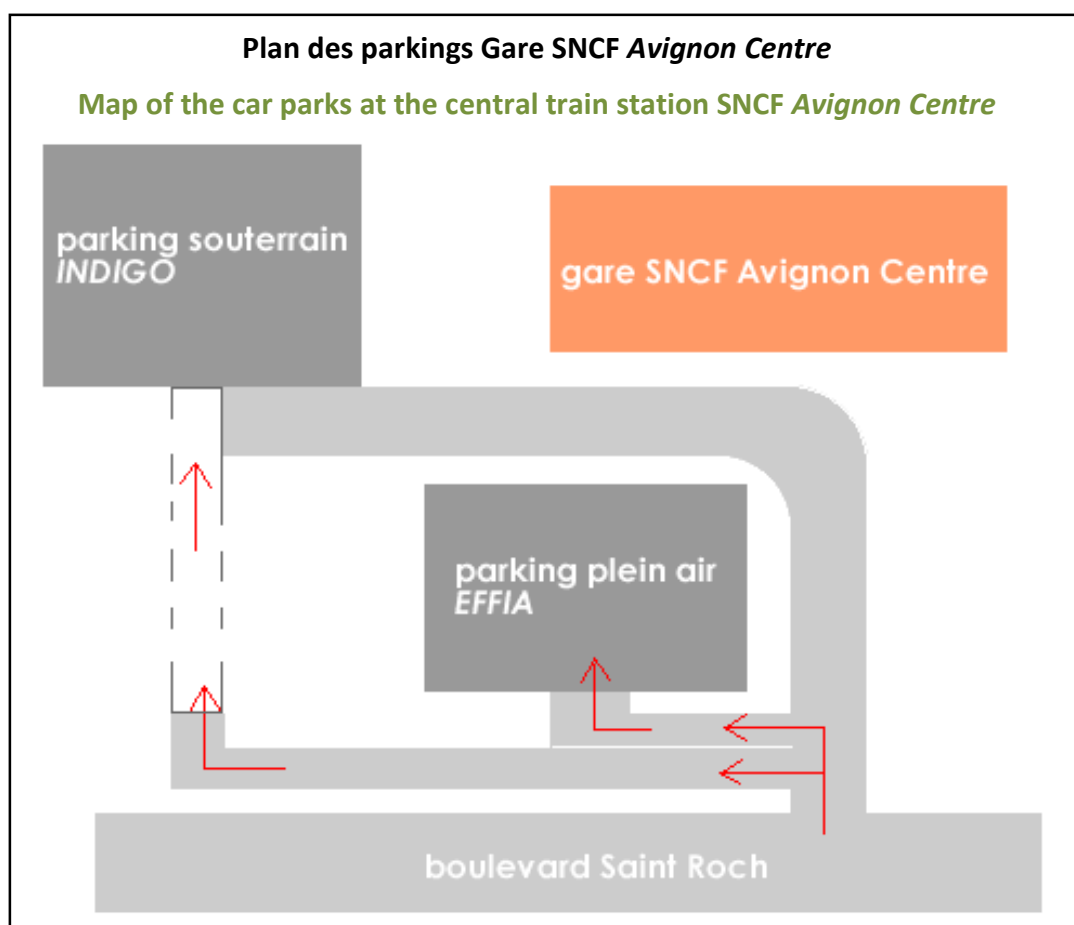 Plan des parkings Gare SNCF Avignon Centre
Map of the car parks at the central train station SNCF Avignon Centre
parking souterrain
INDIGO
gare SNCF Avignon Centre
parking plein air
EFFIA
boulevard Saint Roch